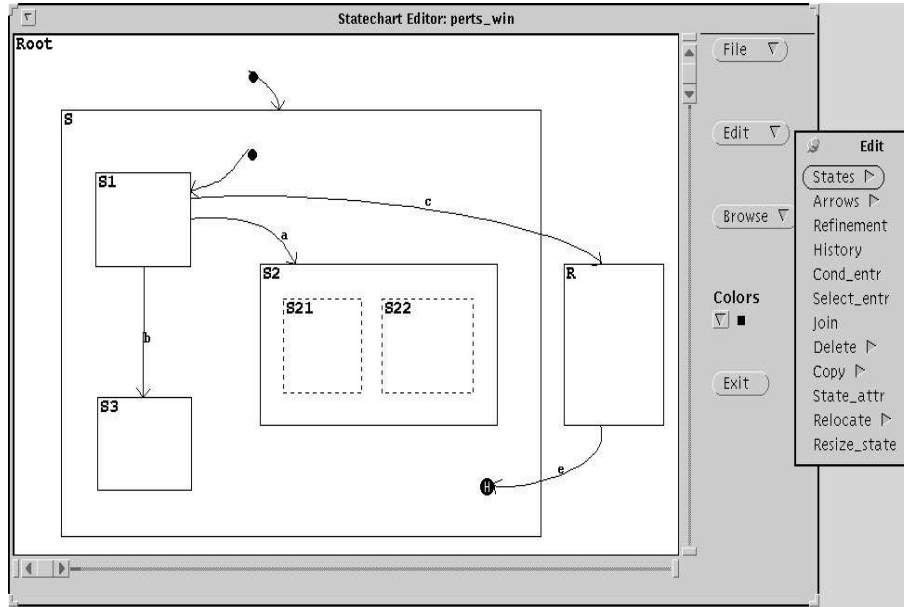 Statechart Editor: perts_win
Root
File
S
Edit
Edit
S1
States
Arrows
c
Browse
Refinement
a
History
S2
R
Cond_entr
S21
S22
Colors
Select_entr
Join
b
Delete
Copy
Exit
State_attr
S3
Relocate
Resize_state
e
H